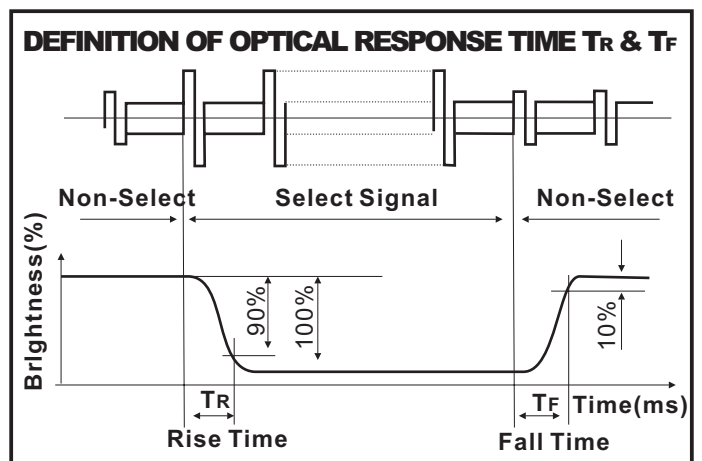 DEFINITION OF OPTICAL RESPONSE TIME TR & TF
Non-Select
Select Signal
Non-Select
BrIghtness(%)
90%
100%
10%
TR
TF
Time(ms)
Rise Time
Fall Time